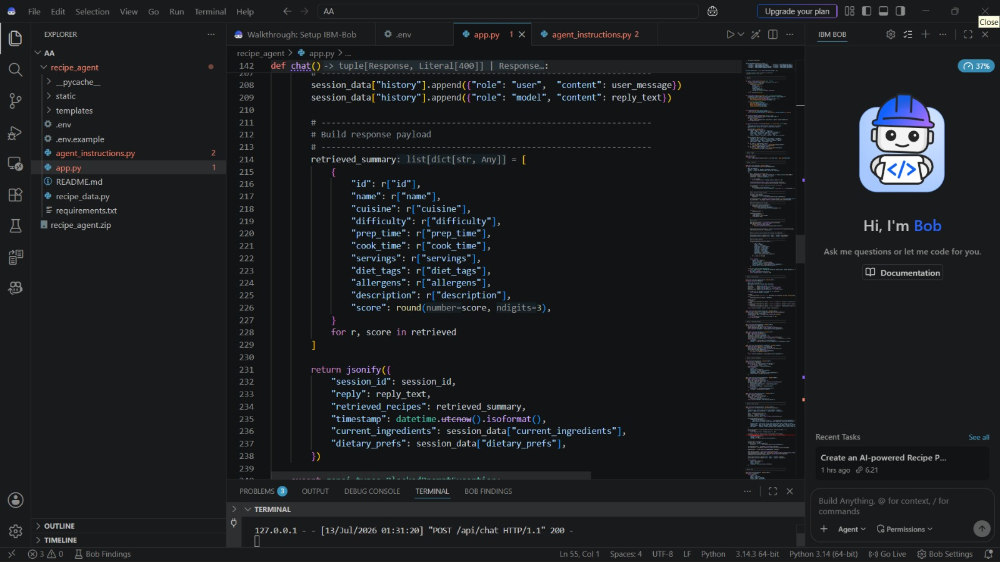 File Edit Selection View Go Run Terminal Help
AA
Upgrade your plan
Close
EXPLORER
AA
recipe_agent
__pycache__
static
templates
.env
.env.example
agent_instructions.py 2
app.py 1
README.md
recipe_data.py
requirements.txt
recipe_agent.zip
OUTLINE
TIMELINE
Walkthrough: Setup IBM-Bob
.env
app.py 1
agent_instructions.py 2
recipe_agent > app.py > ...
142 def chat() -> tuple[Response, Literal[400]] | Response…:
207 # -----------------------------------------------------------------
208 session_data["history"].append({"role": "user", "content": user_message})
209 session_data["history"].append({"role": "model", "content": reply_text})
210
211 # -----------------------------------------------------------------
212 # Build response payload
213 # -----------------------------------------------------------------
214 retrieved_summary: list[dict[str, Any]] = [
215 {
216 "id": r["id"],
217 "name": r["name"],
218 "cuisine": r["cuisine"],
219 "difficulty": r["difficulty"],
220 "prep_time": r["prep_time"],
221 "cook_time": r["cook_time"],
222 "servings": r["servings"],
223 "diet_tags": r["diet_tags"],
224 "allergens": r["allergens"],
225 "description": r["description"],
226 "score": round(number=score, ndigits=3),
227 }
228 for r, score in retrieved
229 ]
230
231 return jsonify({
232 "session_id": session_id,
233 "reply": reply_text,
234 "retrieved_recipes": retrieved_summary,
235 "timestamp": datetime.utcnow().isoformat(),
236 "current_ingredients": session_data["current_ingredients"],
237 "dietary_prefs": session_data["dietary_prefs"],
238 })
239
PROBLEMS 3 OUTPUT DEBUG CONSOLE TERMINAL BOB FINDINGS
TERMINAL
127.0.0.1 - - [13/Jul/2026 01:31:20] "POST /api/chat HTTP/1.1" 200 -
IBM BOB
37%
</>
Hi, I'm Bob
Ask me questions or let me code for you.
Documentation
Recent Tasks See all
Create an AI-powered Recipe P...
1 hrs ago 6.21
Build Anything, @ for context, / for
commands
Agent Permissions
3 0 Bob Findings Ln 55, Col 1 Spaces: 4 UTF-8 LF Python 3.14.3 64-bit Python 3.14 (64-bit) Go Live Bob Settings